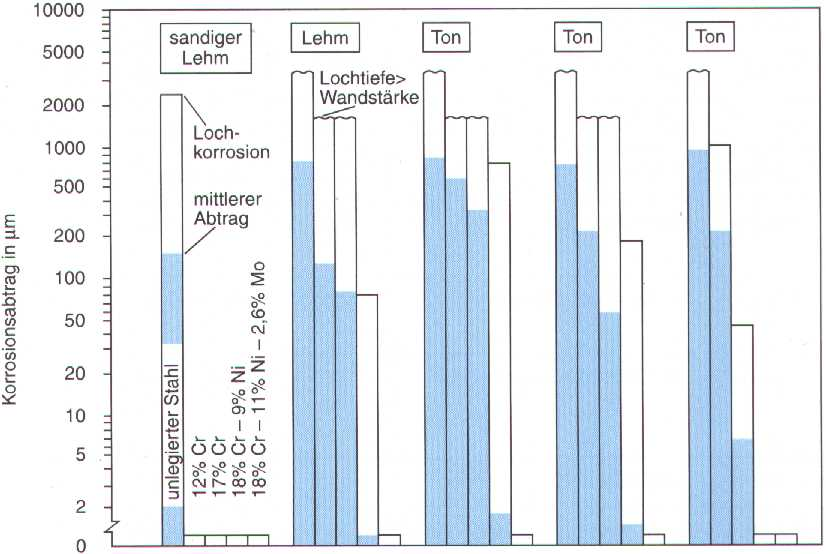 10000
5000
2000
1000
500
200
100
50
20
10
5
2
0
Korrosionsabtrag in µm
sandiger
Lehm
Lehm
Ton
Ton
Ton
Loch-
korrosion
mittlerer
Abtrag
Lochtiefe>
Wandstärke
unlegierter Stahl
12% Cr
17% Cr
18% Cr – 9% Ni
18% Cr – 11% Ni – 2,6% Mo